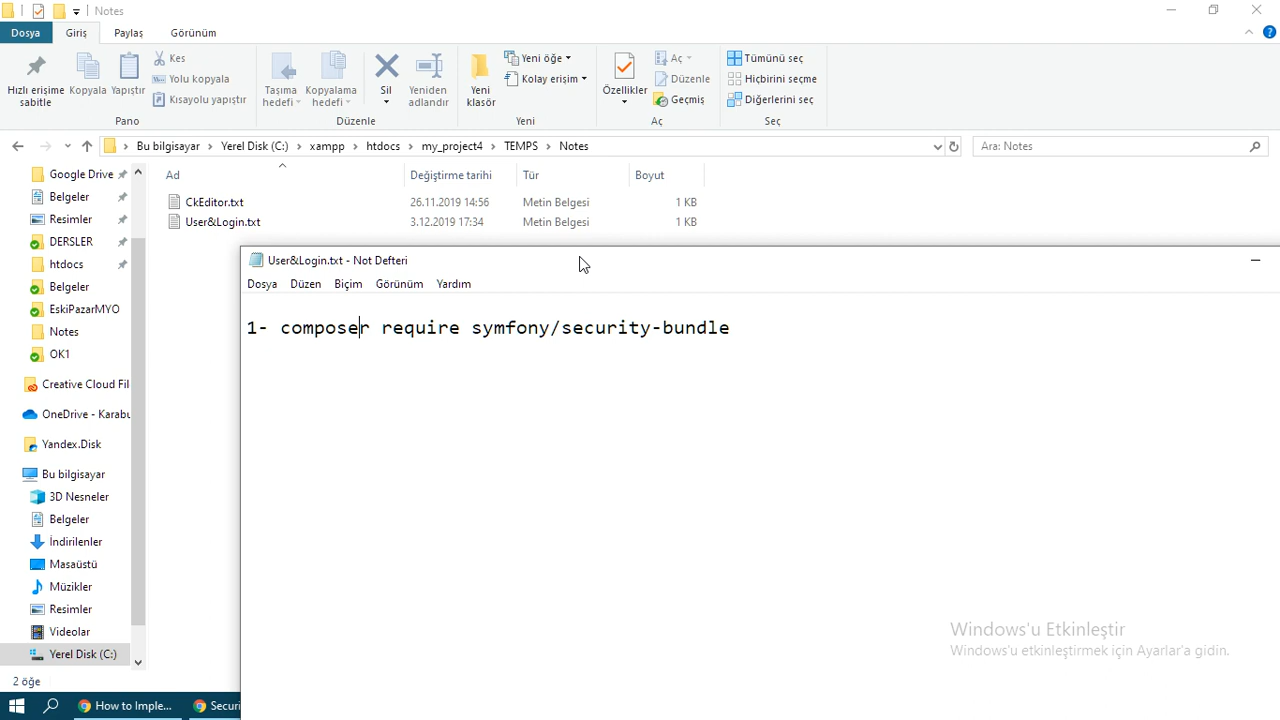 Notes
Dosya
Giriş
Paylaş
Görünüm
Hızlı erişime sabitle
Kopyala
Yapıştır
Kes
Yolu kopyala
Kısayolu yapıştır
Pano
Taşıma hedefi
Kopyalama hedefi
Sil
Yeniden adlandır
Düzenle
Yeni klasör
Yeni öğe
Kolay erişim
Yeni
Özellikler
Aç
Düzenle
Geçmiş
Aç
Tümünü seç
Hiçbirini seçme
Diğerlerini seç
Seç
Bu bilgisayar > Yerel Disk (C:) > xampp > htdocs > my_project4 > TEMPS > Notes
Ara: Notes
Ad Değiştirme tarihi Tür Boyut
CkEditor.txt 26.11.2019 14:56 Metin Belgesi 1 KB
User&Login.txt 3.12.2019 17:34 Metin Belgesi 1 KB
Google Drive
Belgeler
Resimler
DERSLER
htdocs
Belgeler
EskiPazarMYO
Notes
OK1
Creative Cloud Fil
OneDrive - Karabu
Yandex.Disk
Bu bilgisayar
3D Nesneler
Belgeler
İndirilenler
Masaüstü
Müzikler
Resimler
Videolar
Yerel Disk (C:)
2 öğe
User&Login.txt - Not Defteri
Dosya Düzen Biçim Görünüm Yardım
1- composer require symfony/security-bundle
Windows'u Etkinleştir
Windows'u etkinleştirmek için Ayarlar'a gidin.
How to Imple...
Securi